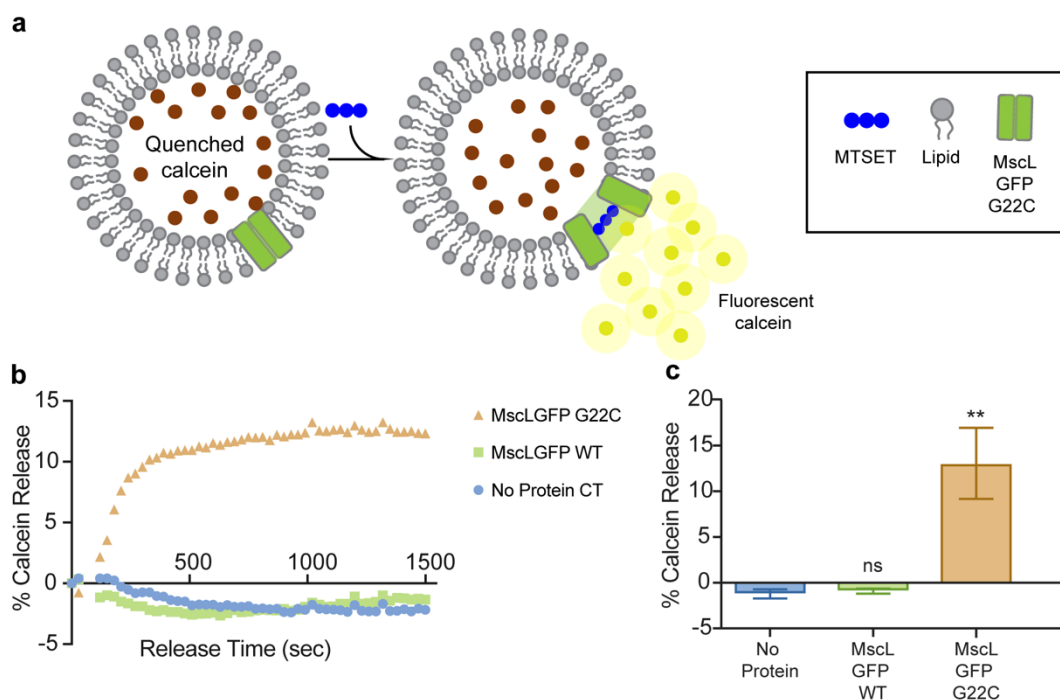 a
Quenched
calcein
Fluorescent
calcein
MTSET
Lipid
MscL
GFP
G22C
b
15
10
5
0
-5
500
1000
1500
% Calcein Release
Release Time (sec)
MscLGFP G22C
MscLGFP WT
No Protein CT
c
20
15
10
5
0
-5
% Calcein Release
ns
**
No
Protein
MscL
GFP
WT
MscL
GFP
G22C